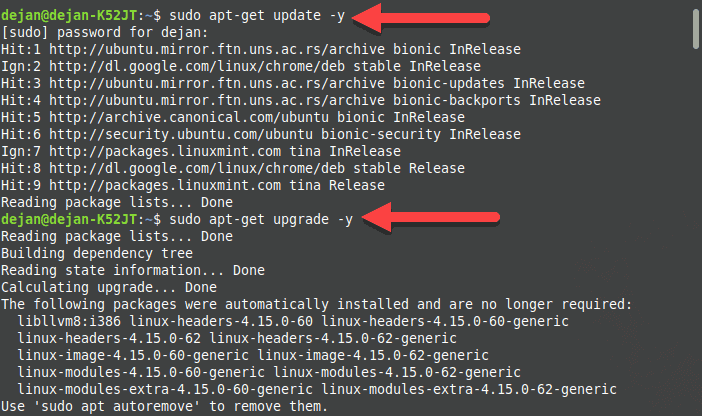 dejan@dejan-K52JT:~$ sudo apt-get update -y
[sudo] password for dejan:
Hit:1 http://ubuntu.mirror.ftn.uns.ac.rs/archive bionic InRelease
Ign:2 http://dl.google.com/linux/chrome/deb stable InRelease
Hit:3 http://ubuntu.mirror.ftn.uns.ac.rs/archive bionic-updates InRelease
Hit:4 http://ubuntu.mirror.ftn.uns.ac.rs/archive bionic-backports InRelease
Hit:5 http://archive.canonical.com/ubuntu bionic InRelease
Hit:6 http://security.ubuntu.com/ubuntu bionic-security InRelease
Ign:7 http://packages.linuxmint.com tina InRelease
Hit:8 http://dl.google.com/linux/chrome/deb stable Release
Hit:9 http://packages.linuxmint.com tina Release
Reading package lists... Done
dejan@dejan-K52JT:~$ sudo apt-get upgrade -y
Reading package lists... Done
Building dependency tree
Reading state information... Done
Calculating upgrade... Done
The following packages were automatically installed and are no longer required:
  libllvm8:i386 linux-headers-4.15.0-60 linux-headers-4.15.0-60-generic
  linux-headers-4.15.0-62 linux-headers-4.15.0-62-generic
  linux-image-4.15.0-60-generic linux-image-4.15.0-62-generic
  linux-modules-4.15.0-60-generic linux-modules-4.15.0-62-generic
  linux-modules-extra-4.15.0-60-generic linux-modules-extra-4.15.0-62-generic
Use 'sudo apt autoremove' to remove them.